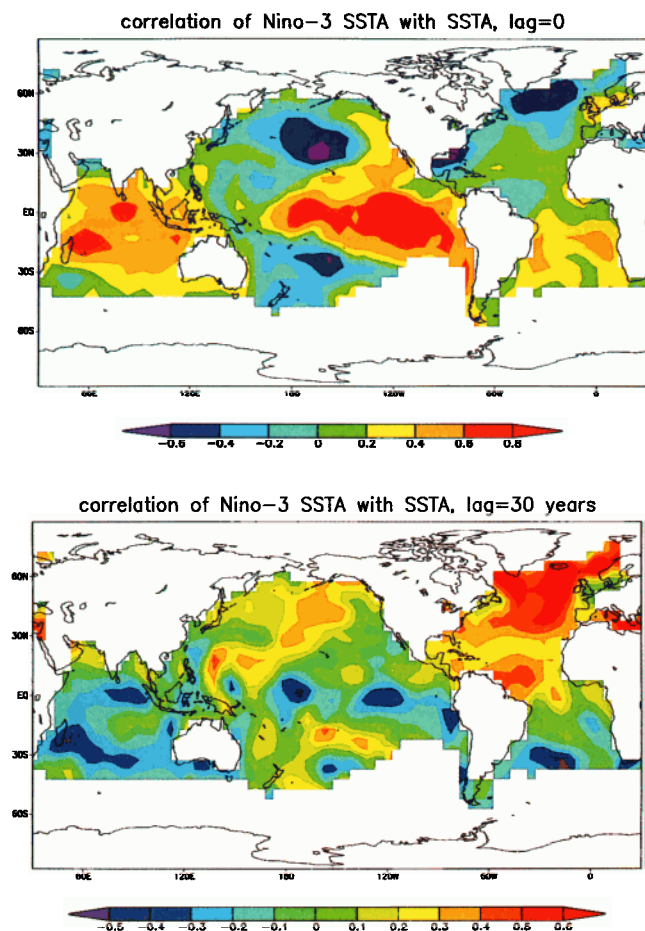 correlation of Nino-3 SSTA with SSTA, lag=0
60N
30N
EQ
30S
60S
60E 120E 180 120W 60W 0
-0.6 -0.4 -0.2 0 0.2 0.4 0.6 0.8
correlation of Nino-3 SSTA with SSTA, lag=30 years
60N
30N
EQ
30S
60S
60E 120E 180 120W 60W 0
-0.5 -0.4 -0.3 -0.2 -0.1 0 0.1 0.2 0.3 0.4 0.5 0.6